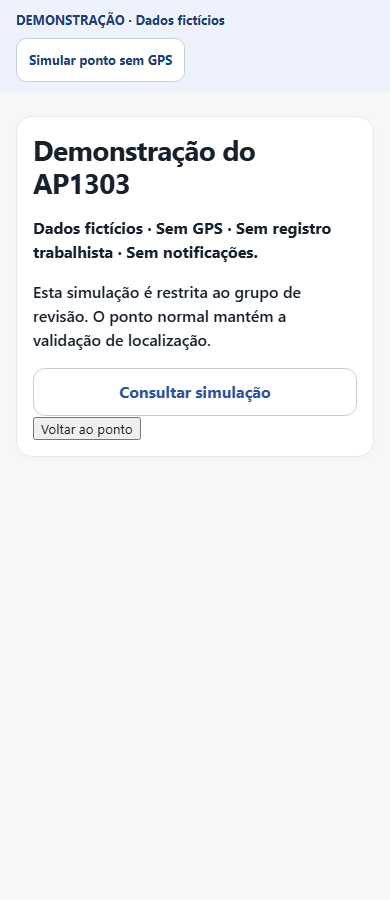 DEMONSTRAÇÃO · Dados fictícios
Simular ponto sem GPS
Demonstração do
AP1303
Dados fictícios · Sem GPS · Sem registro
trabalhista · Sem notificações.
Esta simulação é restrita ao grupo de
revisão. O ponto normal mantém a
validação de localização.
Consultar simulação
Voltar ao ponto